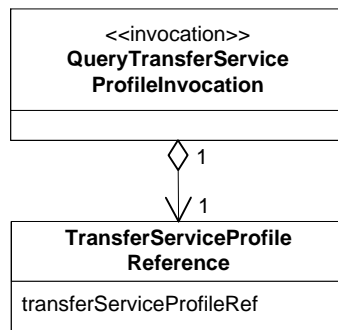 <<invocation>>
QueryTransferService
ProfileInvocation
1
1
TransferServiceProfile
Reference
transferServiceProfileRef